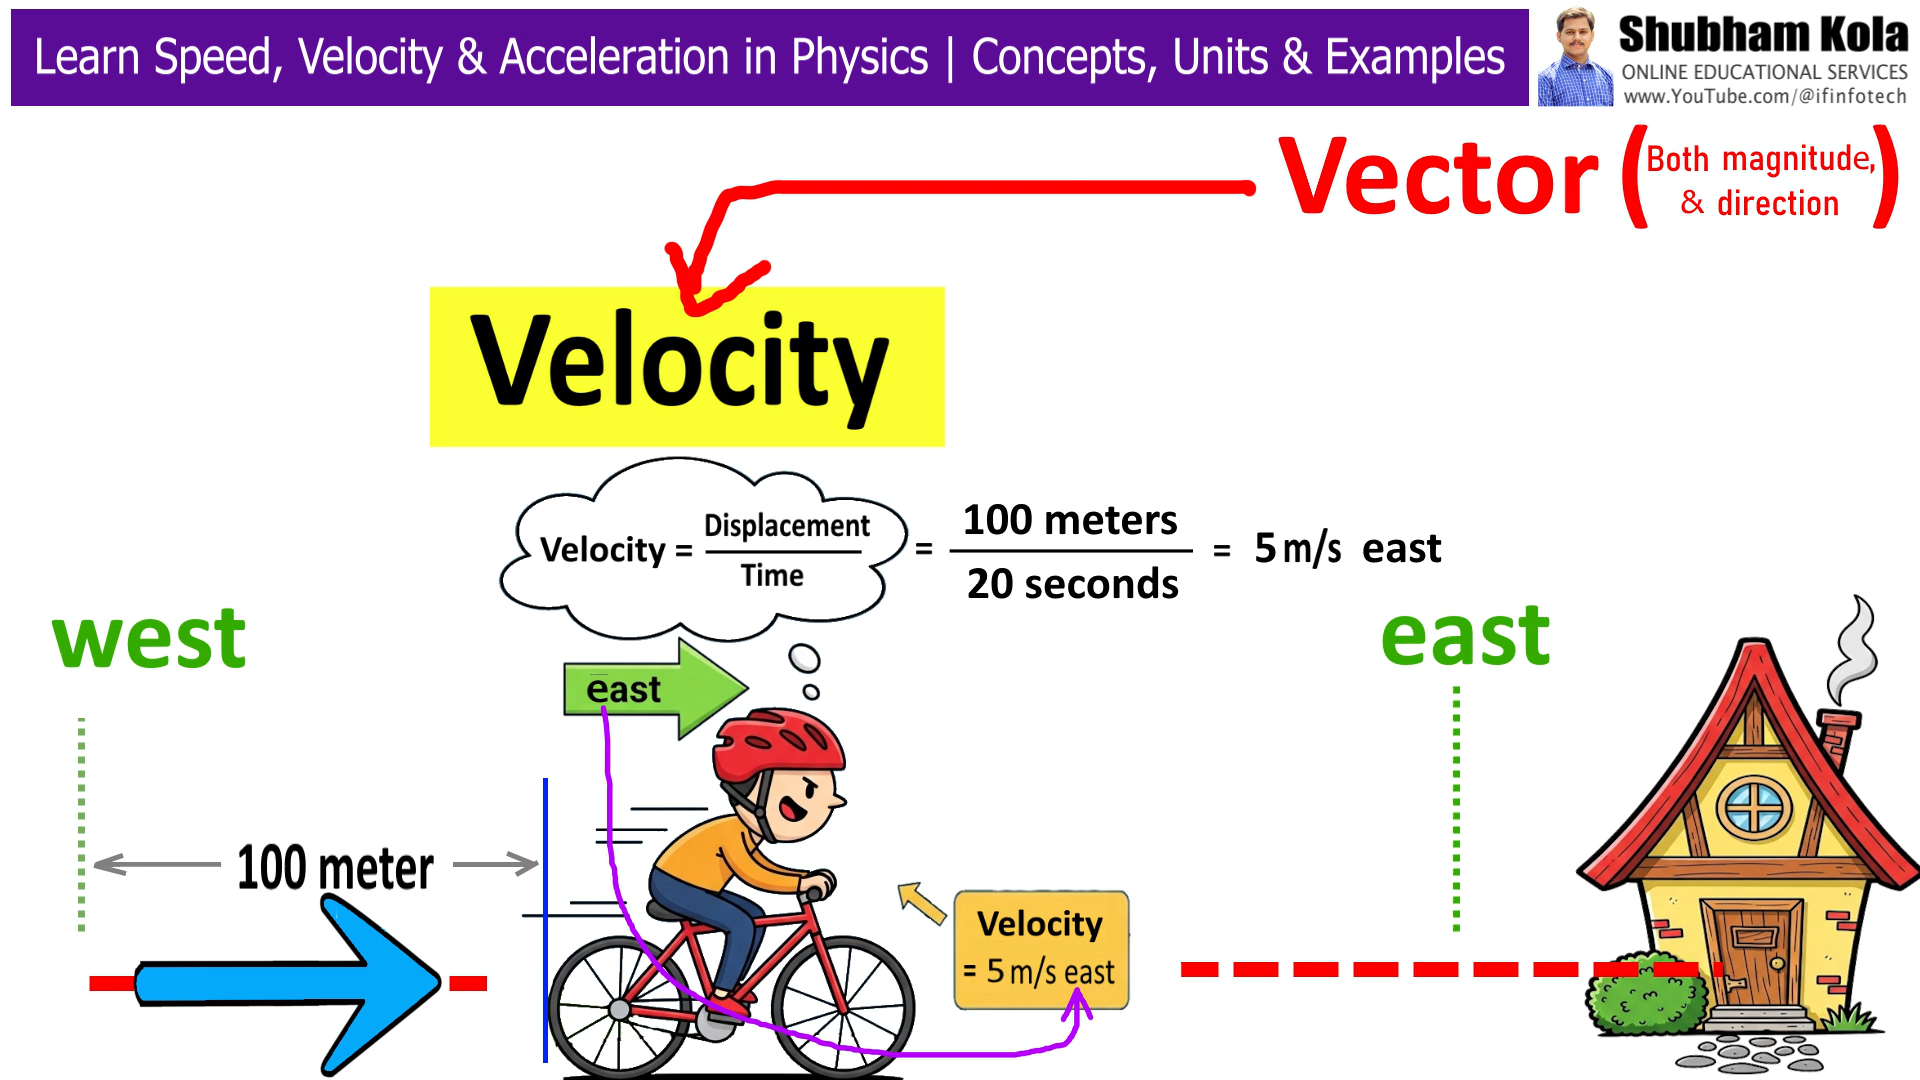 Learn Speed, Velocity & Acceleration in Physics | Concepts, Units & Examples
Shubham Kola
ONLINE EDUCATIONAL SERVICES
www.YouTube.com/@ifinfotech
Vector (Both magnitude,
& direction)
Velocity
Velocity = Displacement / Time = 100 meters / 20 seconds = 5 m/s east
west
east
east
100 meter
Velocity
= 5 m/s east